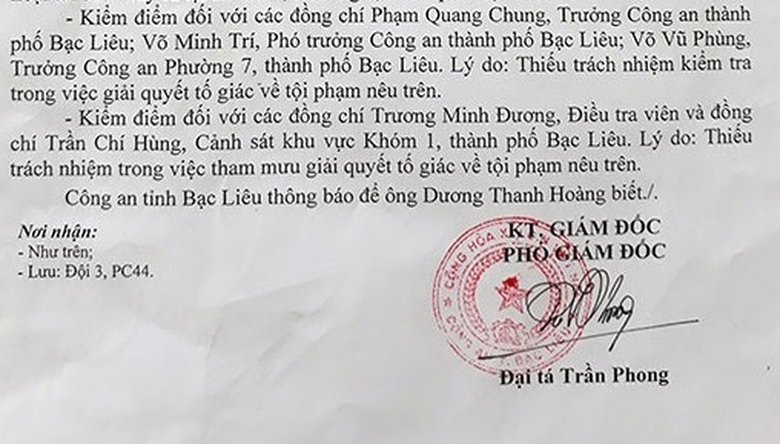 - Kiểm điểm đối với các đồng chí Phạm Quang Chung, Trưởng Công an thành
phố Bạc Liêu; Võ Minh Trí, Phó trưởng Công an thành phố Bạc Liêu; Võ Vũ Phùng,
Trưởng Công an Phường 7, thành phố Bạc Liêu. Lý do: Thiếu trách nhiệm kiểm tra
trong việc giải quyết tố giác về tội phạm nêu trên.
- Kiểm điểm đối với các đồng chí Trương Minh Đương, Điều tra viên và đồng
chí Trần Chí Hùng, Cảnh sát khu vực Khóm 1, thành phố Bạc Liêu. Lý do: Thiếu
trách nhiệm trong việc tham mưu giải quyết tố giác về tội phạm nêu trên.
Công an tỉnh Bạc Liêu thông báo để ông Dương Thanh Hoàng biết./.
Nơi nhận:
- Như trên;
- Lưu: Đội 3, PC44.
KT. GIÁM ĐỐC
PHÓ GIÁM ĐỐC
CỘNG HÒA X
BẠC LIÊU
Đại tá Trần Phong